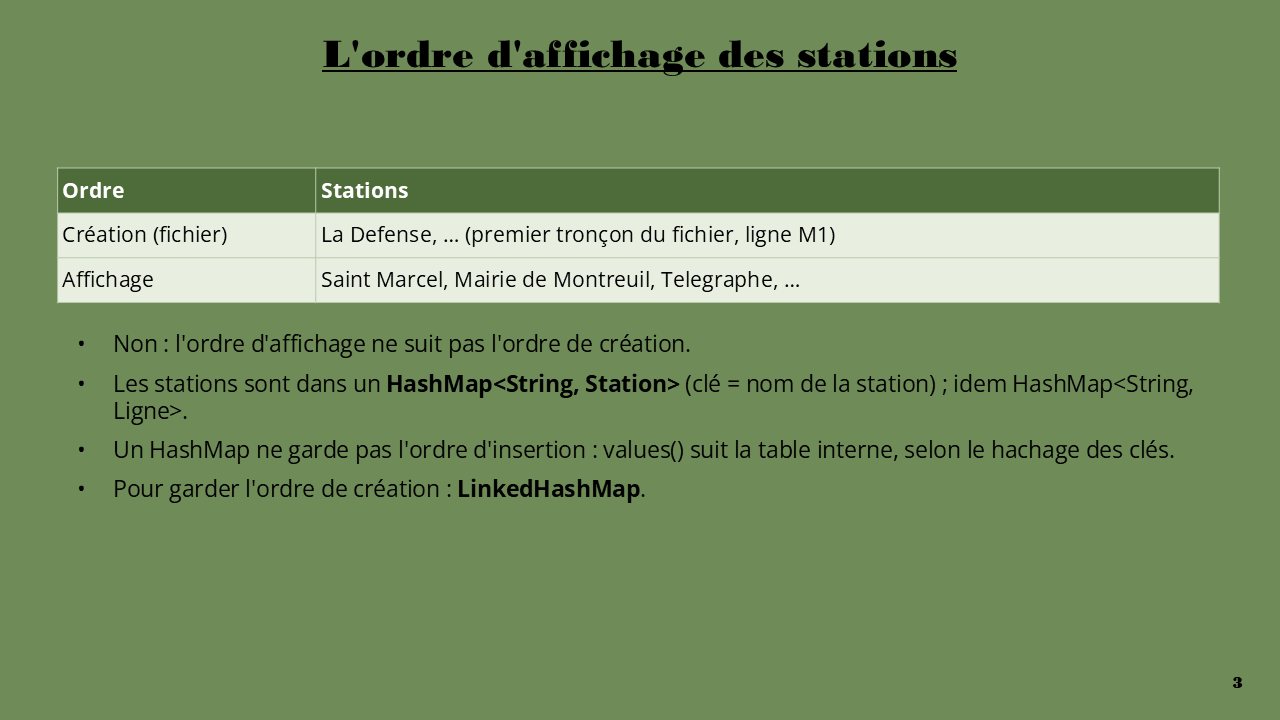 L'ordre d'affichage des stations
Ordre Stations
Création (fichier) La Defense, ... (premier tronçon du fichier, ligne M1)
Affichage Saint Marcel, Mairie de Montreuil, Telegraphe, ...
• Non : l'ordre d'affichage ne suit pas l'ordre de création.
• Les stations sont dans un HashMap<String, Station> (clé = nom de la station) ; idem HashMap<String,
Ligne>.
• Un HashMap ne garde pas l'ordre d'insertion : values() suit la table interne, selon le hachage des clés.
• Pour garder l'ordre de création : LinkedHashMap.
3